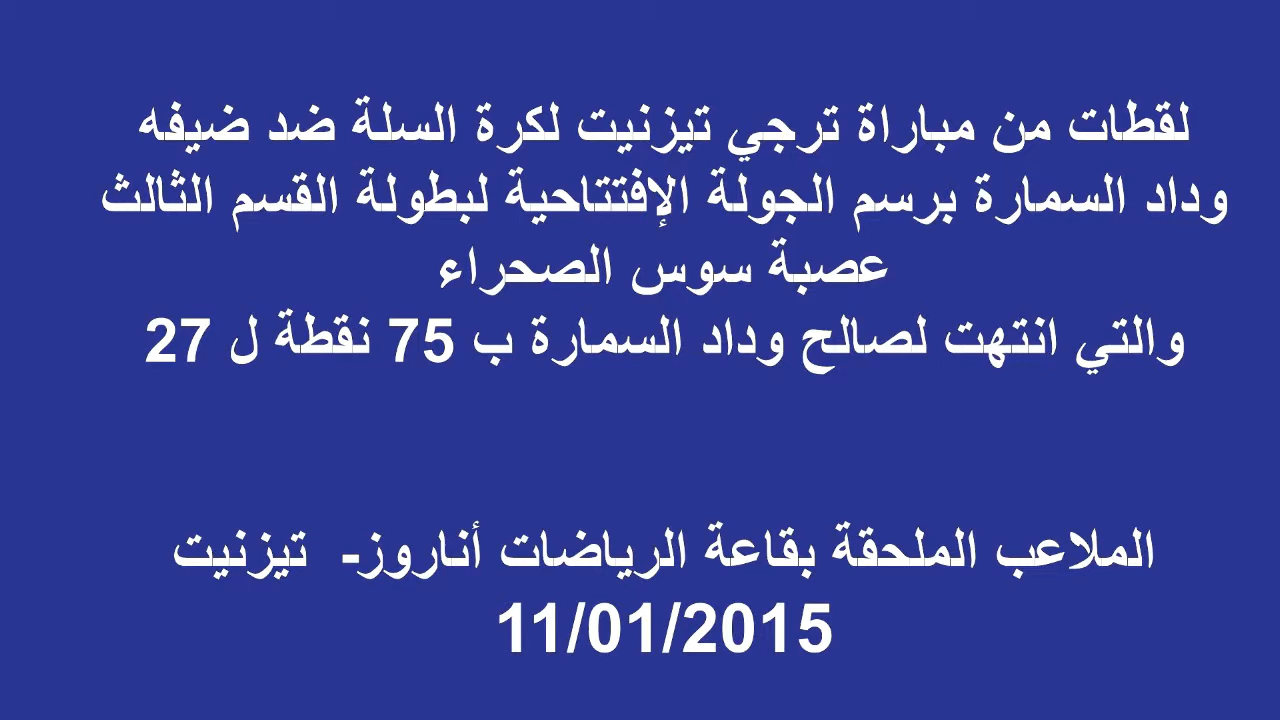 لقطات من مباراة ترجي تيزنيت لكرة السلة ضد ضيفه
وداد السمارة برسم الجولة الإفتتاحية لبطولة القسم الثالث
عصبة سوس الصحراء
والتي انتهت لصالح وداد السمارة ب 75 نقطة ل 27
الملاعب الملحقة بقاعة الرياضات أناروز- تيزنيت
11/01/2015